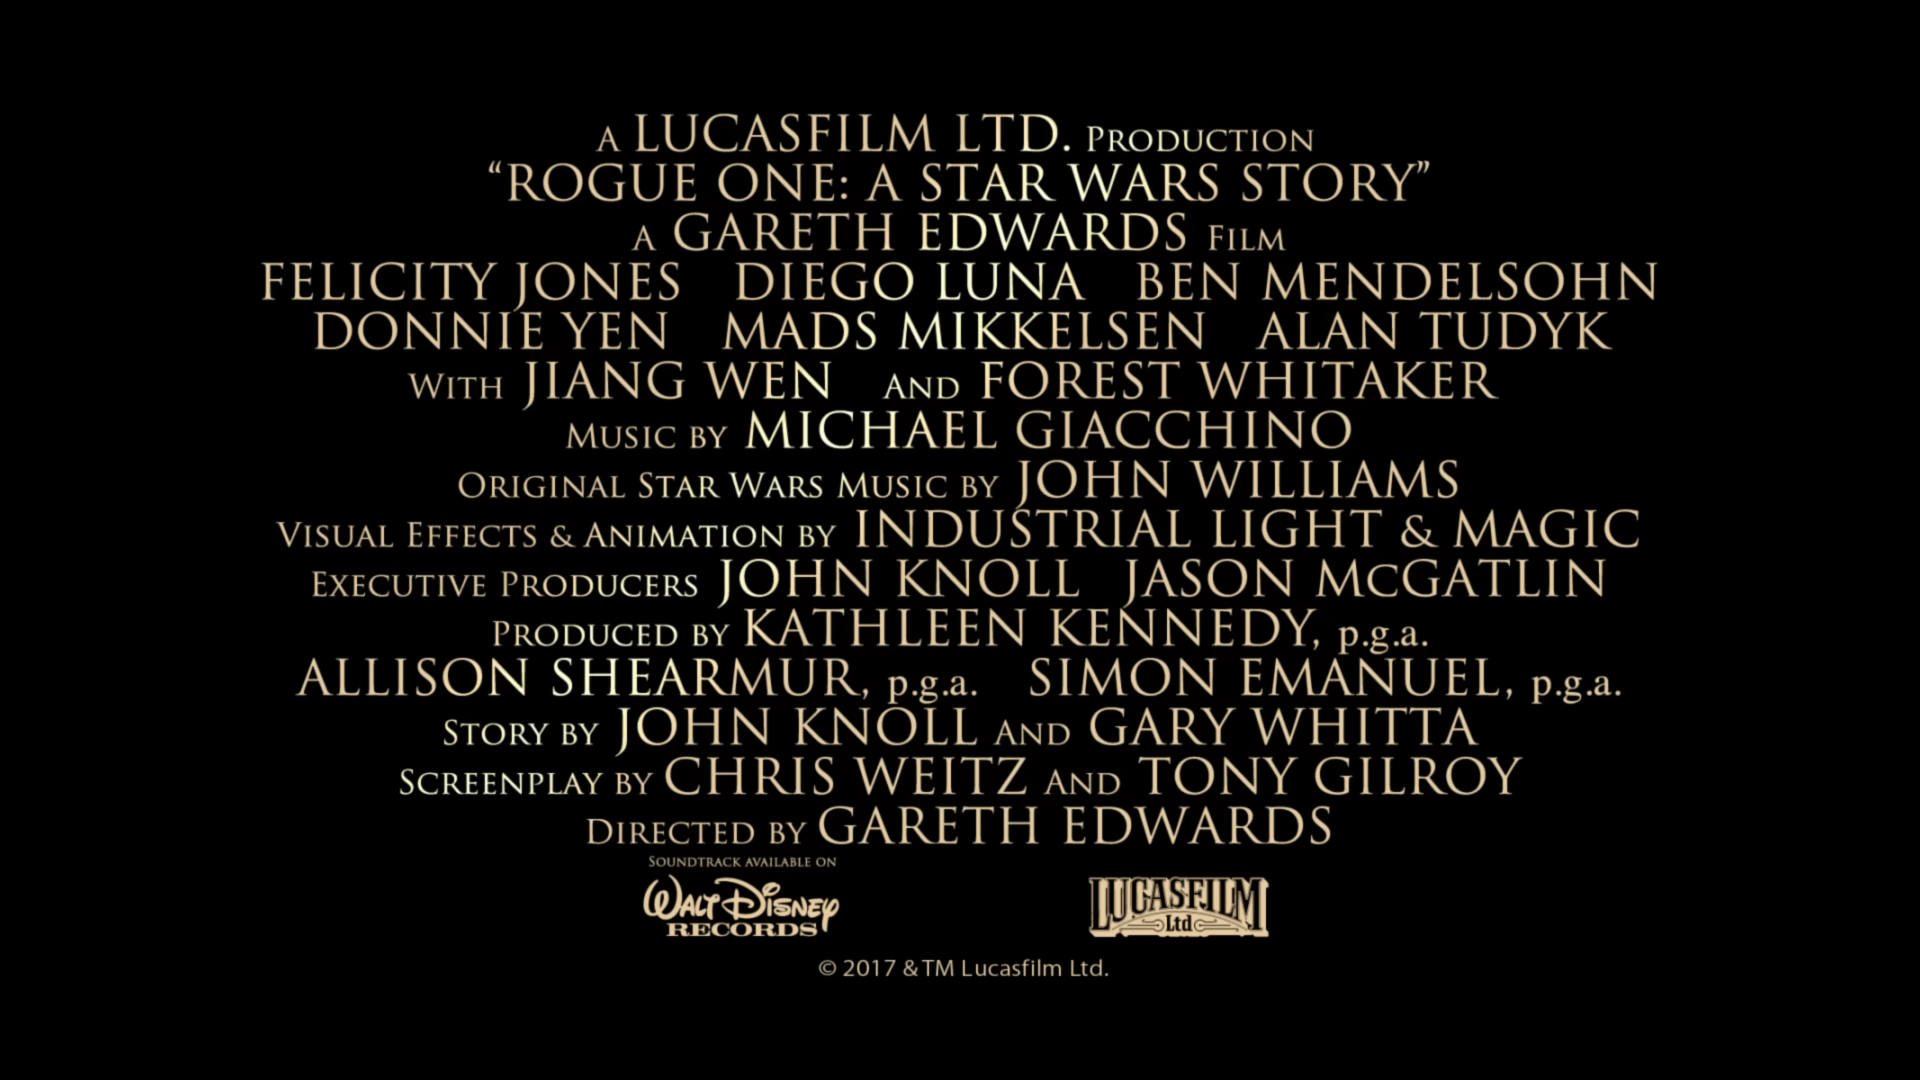 A LUCASFILM LTD. PRODUCTION
“ROGUE ONE: A STAR WARS STORY”
A GARETH EDWARDS FILM
FELICITY JONES DIEGO LUNA BEN MENDELSOHN
DONNIE YEN MADS MIKKELSEN ALAN TUDYK
WITH JIANG WEN AND FOREST WHITAKER
MUSIC BY MICHAEL GIACCHINO
ORIGINAL STAR WARS MUSIC BY JOHN WILLIAMS
VISUAL EFFECTS & ANIMATION BY INDUSTRIAL LIGHT & MAGIC
EXECUTIVE PRODUCERS JOHN KNOLL JASON McGATLIN
PRODUCED BY KATHLEEN KENNEDY, p.g.a.
ALLISON SHEARMUR, p.g.a. SIMON EMANUEL, p.g.a.
STORY BY JOHN KNOLL AND GARY WHITTA
SCREENPLAY BY CHRIS WEITZ AND TONY GILROY
DIRECTED BY GARETH EDWARDS
SOUNDTRACK AVAILABLE ON
WALT DISNEY
RECORDS
LUCASFILM
Ltd
© 2017 & TM Lucasfilm Ltd.